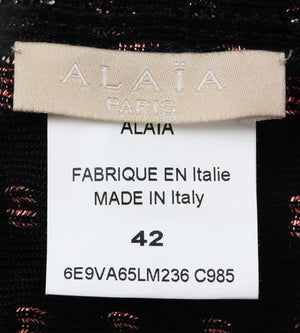 ALAÏA
PARIS
ALAÏA
FABRIQUE EN Italie
MADE IN Italy
42
6E9VA65LM236 C985